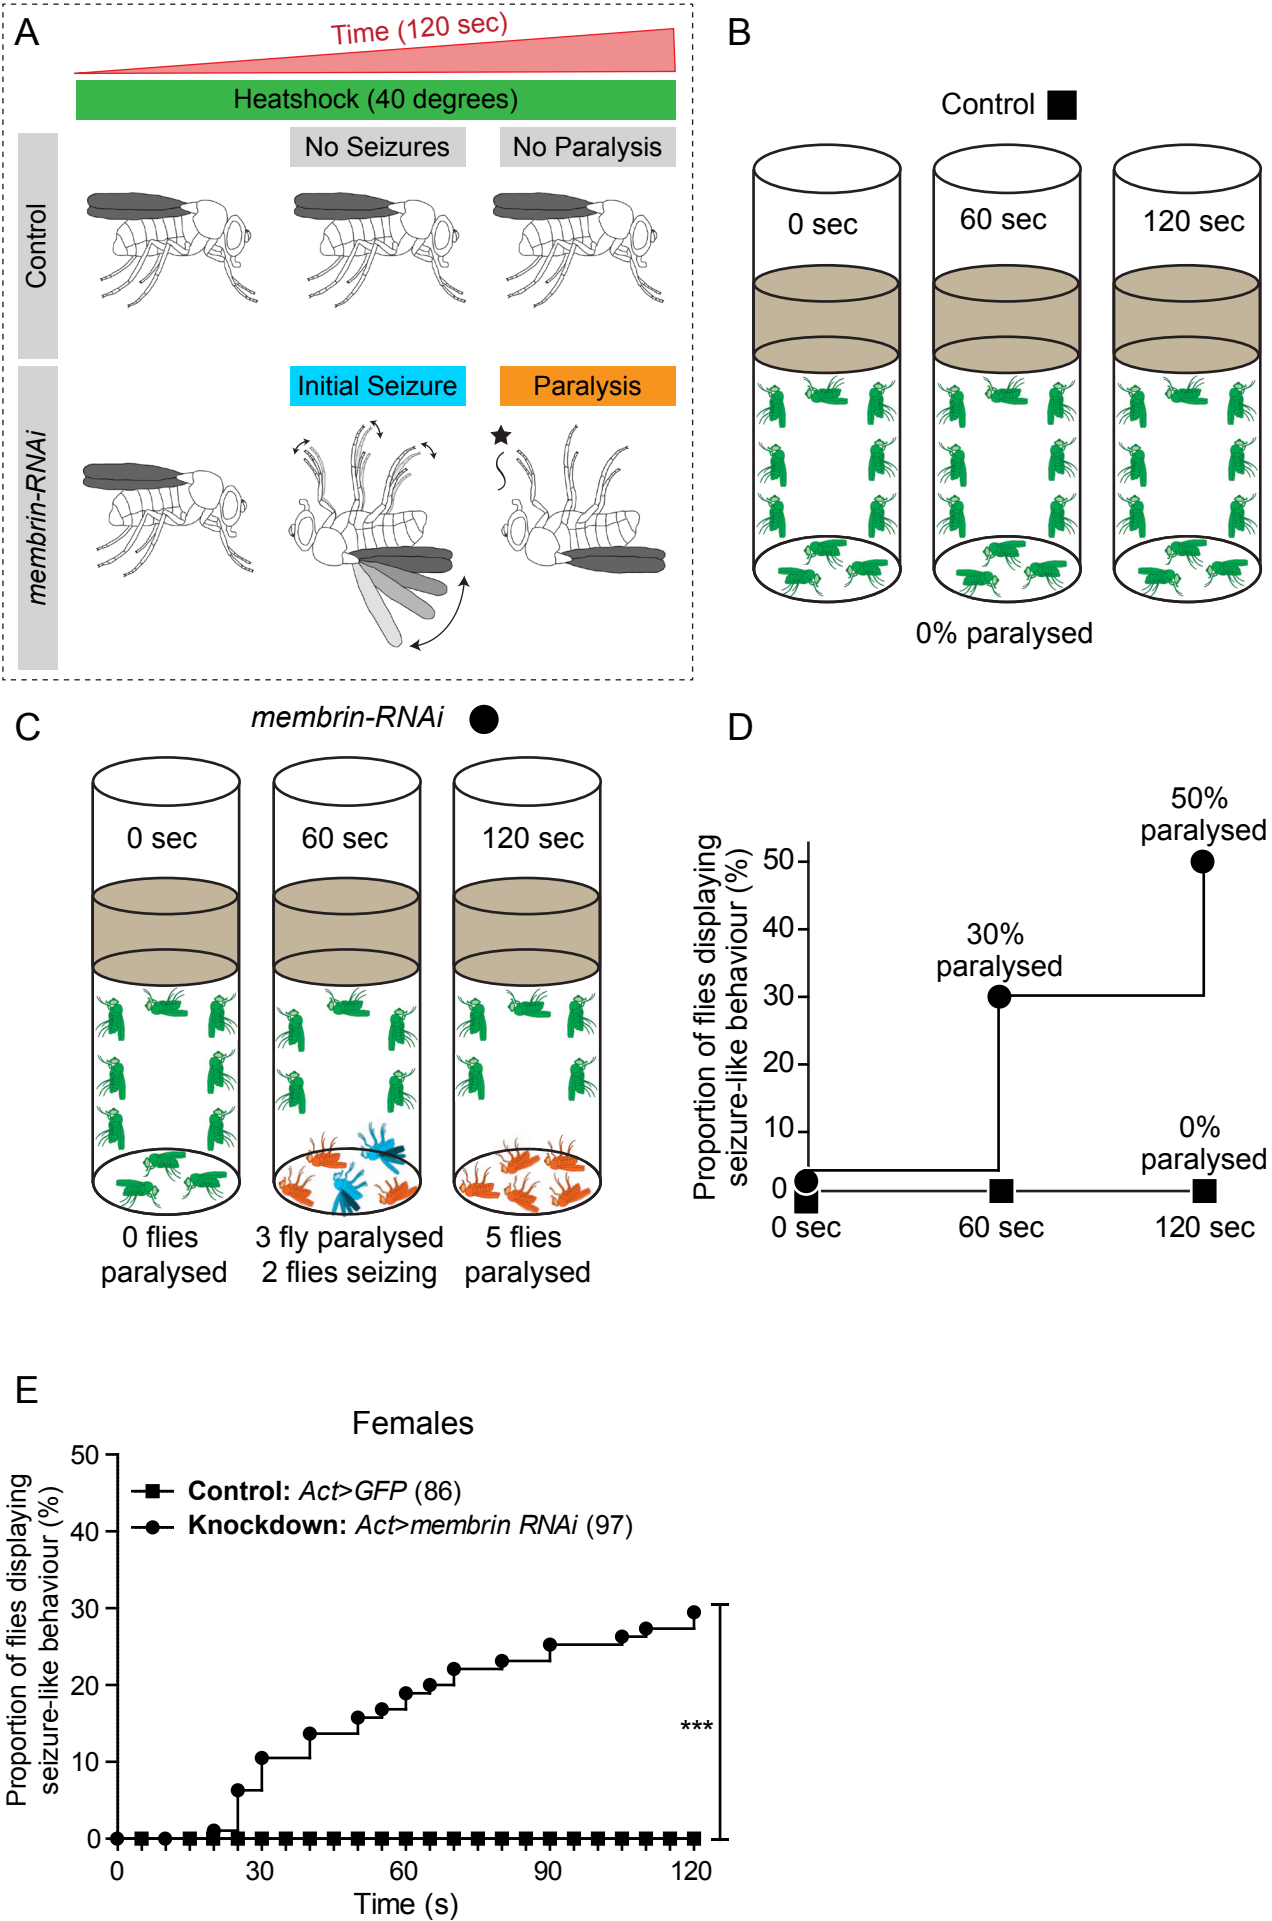 A
Time (120 sec)
Heatshock (40 degrees)
No Seizures
No Paralysis
Control
Initial Seizure
Paralysis
membrin-RNAi
B
Control
0 sec
60 sec
120 sec
0% paralysed
C
membrin-RNAi
0 sec
60 sec
120 sec
0 flies
paralysed
3 fly paralysed
2 flies seizing
5 flies
paralysed
D
Proportion of flies displaying
seizure-like behaviour (%)
50
40
30
20
10
0
30%
paralysed
50%
paralysed
0%
paralysed
0 sec
60 sec
120 sec
E
Females
Proportion of flies displaying
seizure-like behaviour (%)
50
40
30
20
10
0
Control: Act>GFP (86)
Knockdown: Act>membrin RNAi (97)
***
0
30
60
90
120
Time (s)